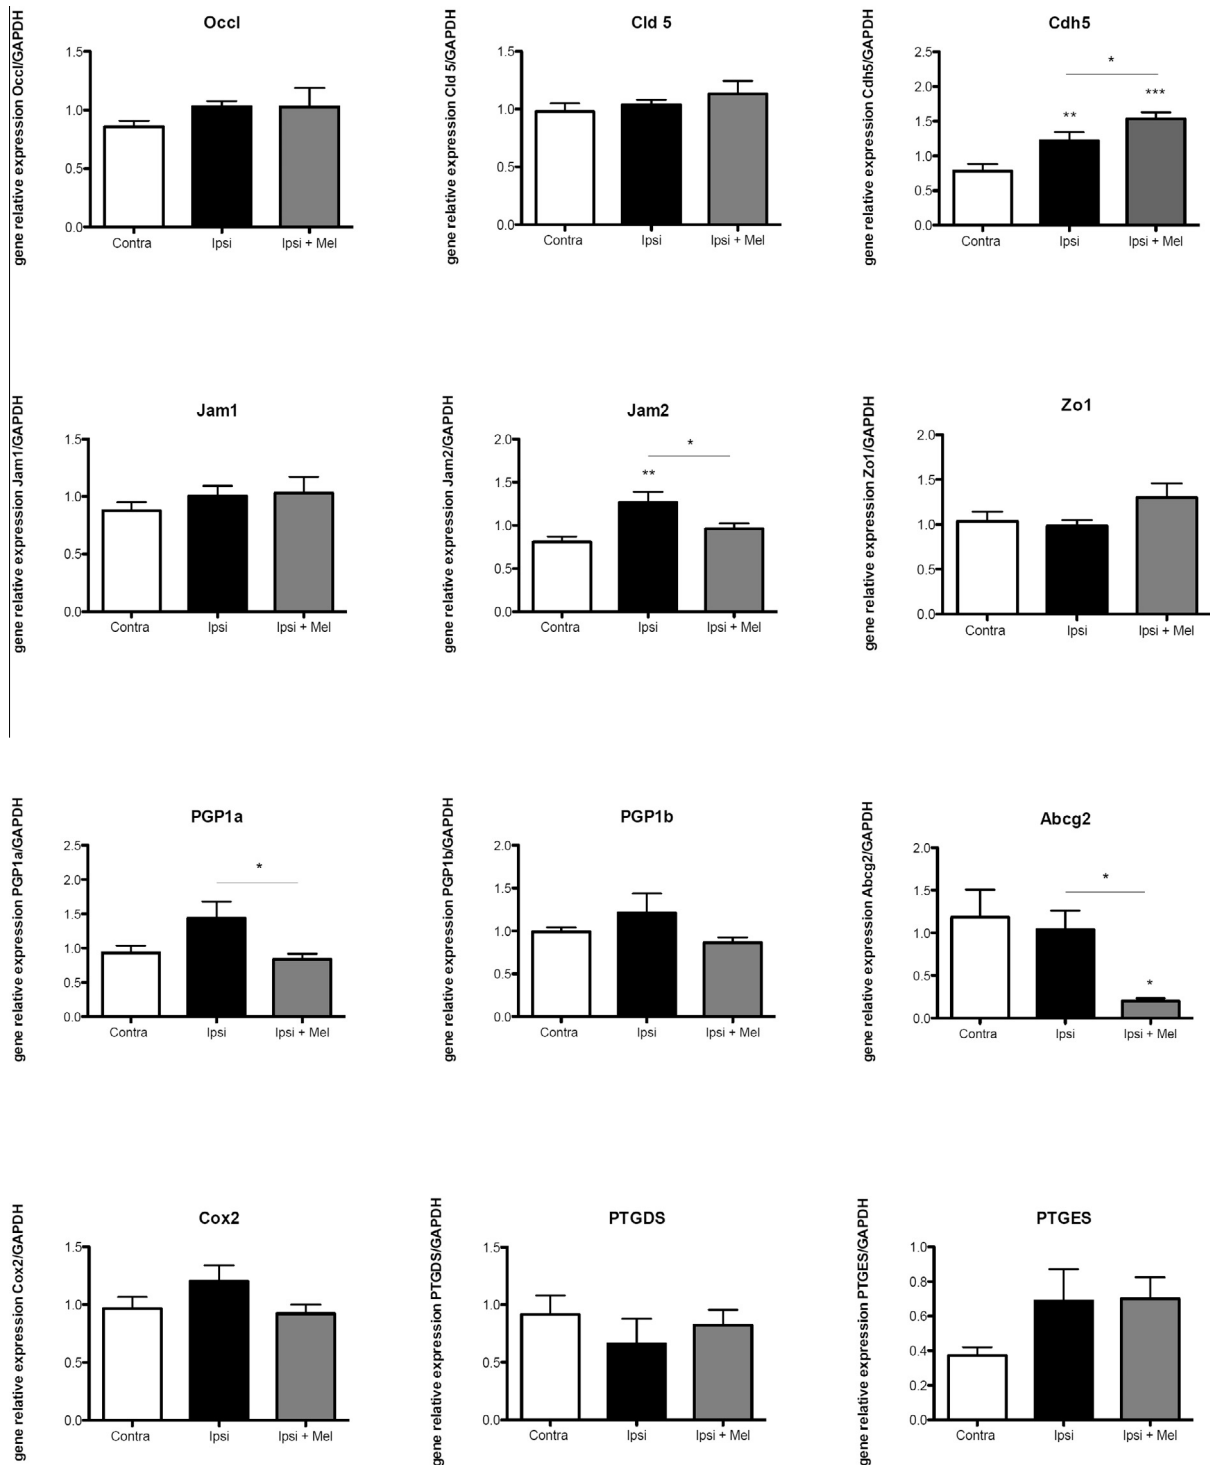 Occl
gene relative expression Occl/GAPDH
1.5
1.0
0.5
0.0
Contra
Ipsi
Ipsi + Mel
Cld 5
gene relative expression Cld 5/GAPDH
1.5
1.0
0.5
0.0
Contra
Ipsi
Ipsi + Mel
Cdh5
gene relative expression Cdh5/GAPDH
2.5
2.0
1.5
1.0
0.5
0.0
*
**
***
Contra
Ipsi
Ipsi + Mel
Jam1
gene relative expression Jam1/GAPDH
1.5
1.0
0.5
0.0
Contra
Ipsi
Ipsi + Mel
Jam2
gene relative expression Jam2/GAPDH
2.0
1.5
1.0
0.5
0.0
*
**
Contra
Ipsi
Ipsi + Mel
Zo1
gene relative expression Zo1/GAPDH
2.0
1.5
1.0
0.5
0.0
Contra
Ipsi
Ipsi + Mel
PGP1a
gene relative expression PGP1a/GAPDH
2.5
2.0
1.5
1.0
0.5
0.0
*
Contra
Ipsi
Ipsi + Mel
PGP1b
gene relative expression PGP1b/GAPDH
2.0
1.5
1.0
0.5
0.0
Contra
Ipsi
Ipsi + Mel
Abcg2
gene relative expression Abcg2/GAPDH
2.0
1.5
1.0
0.5
0.0
*
*
Contra
Ipsi
Ipsi + Mel
Cox2
gene relative expression Cox2/GAPDH
1.5
1.0
0.5
0.0
Contra
Ipsi
Ipsi + Mel
PTGDS
gene relative expression PTGDS/GAPDH
1.5
1.0
0.5
0.0
Contra
Ipsi
Ipsi + Mel
PTGES
gene relative expression PTGES/GAPDH
1.0
0.8
0.6
0.4
0.2
0.0
Contra
Ipsi
Ipsi + Mel